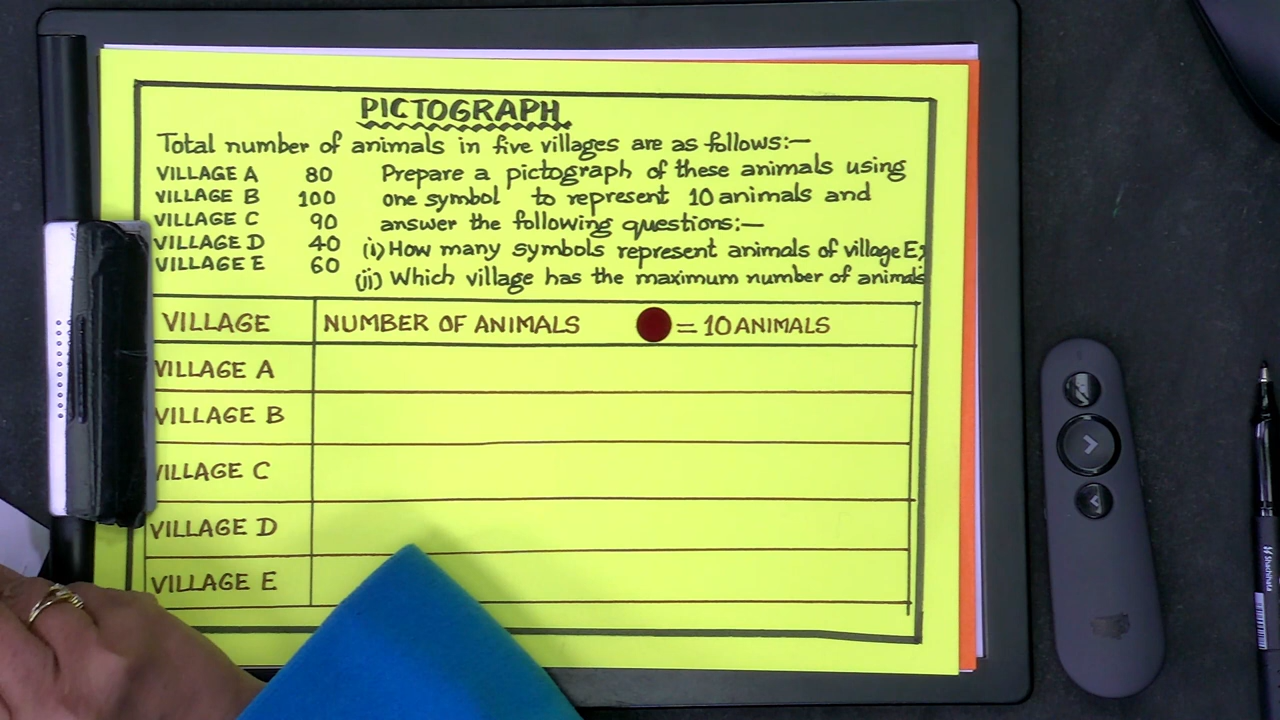 PICTOGRAPH
Total number of animals in five villages are as follows:—
VILLAGE A 80
VILLAGE B 100
VILLAGE C 90
VILLAGE D 40
VILLAGE E 60
Prepare a pictograph of these animals using
one symbol to represent 10 animals and
answer the following questions:—
(i) How many symbols represent animals of village E?
(ii) Which village has the maximum number of animals
VILLAGE NUMBER OF ANIMALS = 10 ANIMALS
VILLAGE A
VILLAGE B
VILLAGE C
VILLAGE D
VILLAGE E